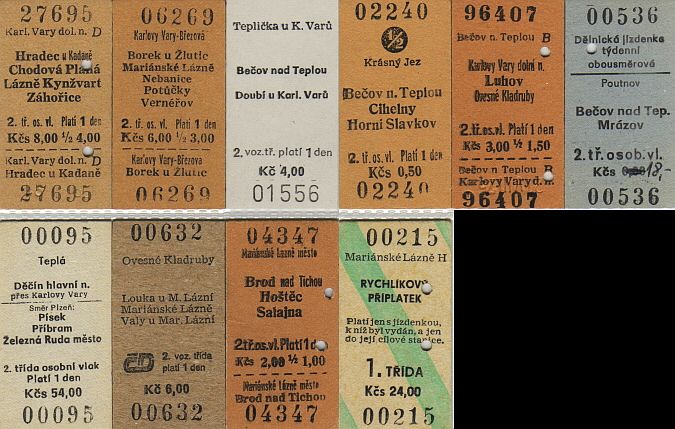 27695
Karl. Vary dol. n. D
Hradec u Kadaně
Chodová Planá
Lázně Kynžvart
Záhořice
2. tř. os. vl. Platí 1 den
Kčs 8,00 ½ 4,00
Karl. Vary dol. n. D
Hradec u Kadaně
27695
06269
Karlovy Vary-Březová
Borek u Žlutic
Mariánské Lázně
Nebanice
Potůčky
Vernéřov
2. tř. os. vl. Platí 1 den
Kčs 6,00 ½ 3,00
Karlovy Vary-Březová
Borek u Žlutic
06269
Teplička u K. Varů
Bečov nad Teplou
Doubí u Karl. Varů
2. voz. tř. platí 1 den
Kč 4,00
01556
02240
½
Krásný Jez
Bečov n. Teplou
Cihelny
Horní Slavkov
2. tř. os. vl. Platí 1 den
Kčs 0,50
02240
96407
Bečov n. Teplou B
Karlovy Vary dolní n.
Luhov
Ovesné Kladruby
2. tř. os. vl. Platí 1 den
Kčs 3,00 ½ 1,50
Bečov n Teplou B
Karlovy Vary d. n.
96407
00536
Dělnická jízdenka
týdenní
obousměrová
Poutnov
Bečov nad Tep.
Mrázov
2. tř. osob. vl.
Kčs 18,-
00536
00095
Teplá
Děčín hlavní n.
přes Karlovy Vary
Směr Plzeň:
Písek
Příbram
Železná Ruda město
2. třída osobní vlak
Platí 1 den
Kčs 54,00
00095
00632
Ovesné Kladruby
Louka u M. Lázní
Mariánské Lázně
Valy u Mar. Lázní
ČD 2. voz. třída
platí 1 den
Kč 6,00
00632
04347
Mariánské Lázně město
Brod nad Tichou
Hoštěc
Salajna
2. tř. os. vl. Platí 1 den
Kčs 2,00 ½ 1,00
Mariánské Lázně město
Brod nad Tichou
04347
00215
Mariánské Lázně H
RYCHLÍKOVÝ
PŘÍPLATEK
Platí jen s jízdenkou,
k níž byl vydán, a jen
do její cílové stanice.
1. TŘÍDA
Kčs 24,00
00215